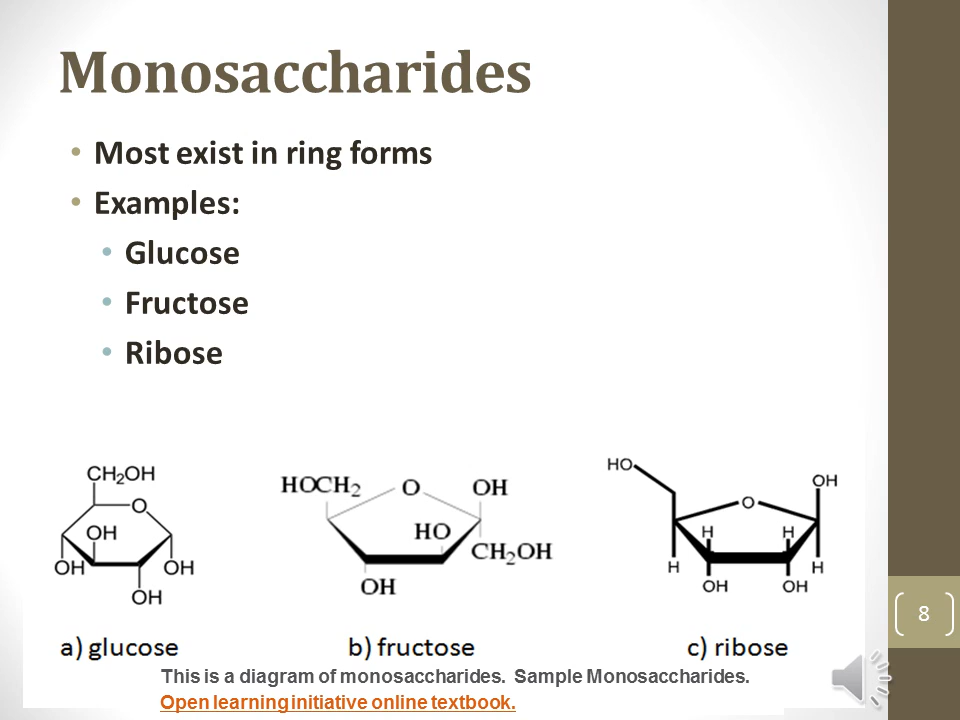 Monosaccharides
• Most exist in ring forms
• Examples:
• Glucose
• Fructose
• Ribose
CH₂OH
O
OH
OH
OH
OH
HOCH₂
O
OH
HO
CH₂OH
OH
HO
O
OH
H
H
H
H
OH
OH
8
a) glucose
b) fructose
c) ribose
This is a diagram of monosaccharides. Sample Monosaccharides.
Open learning initiative online textbook.